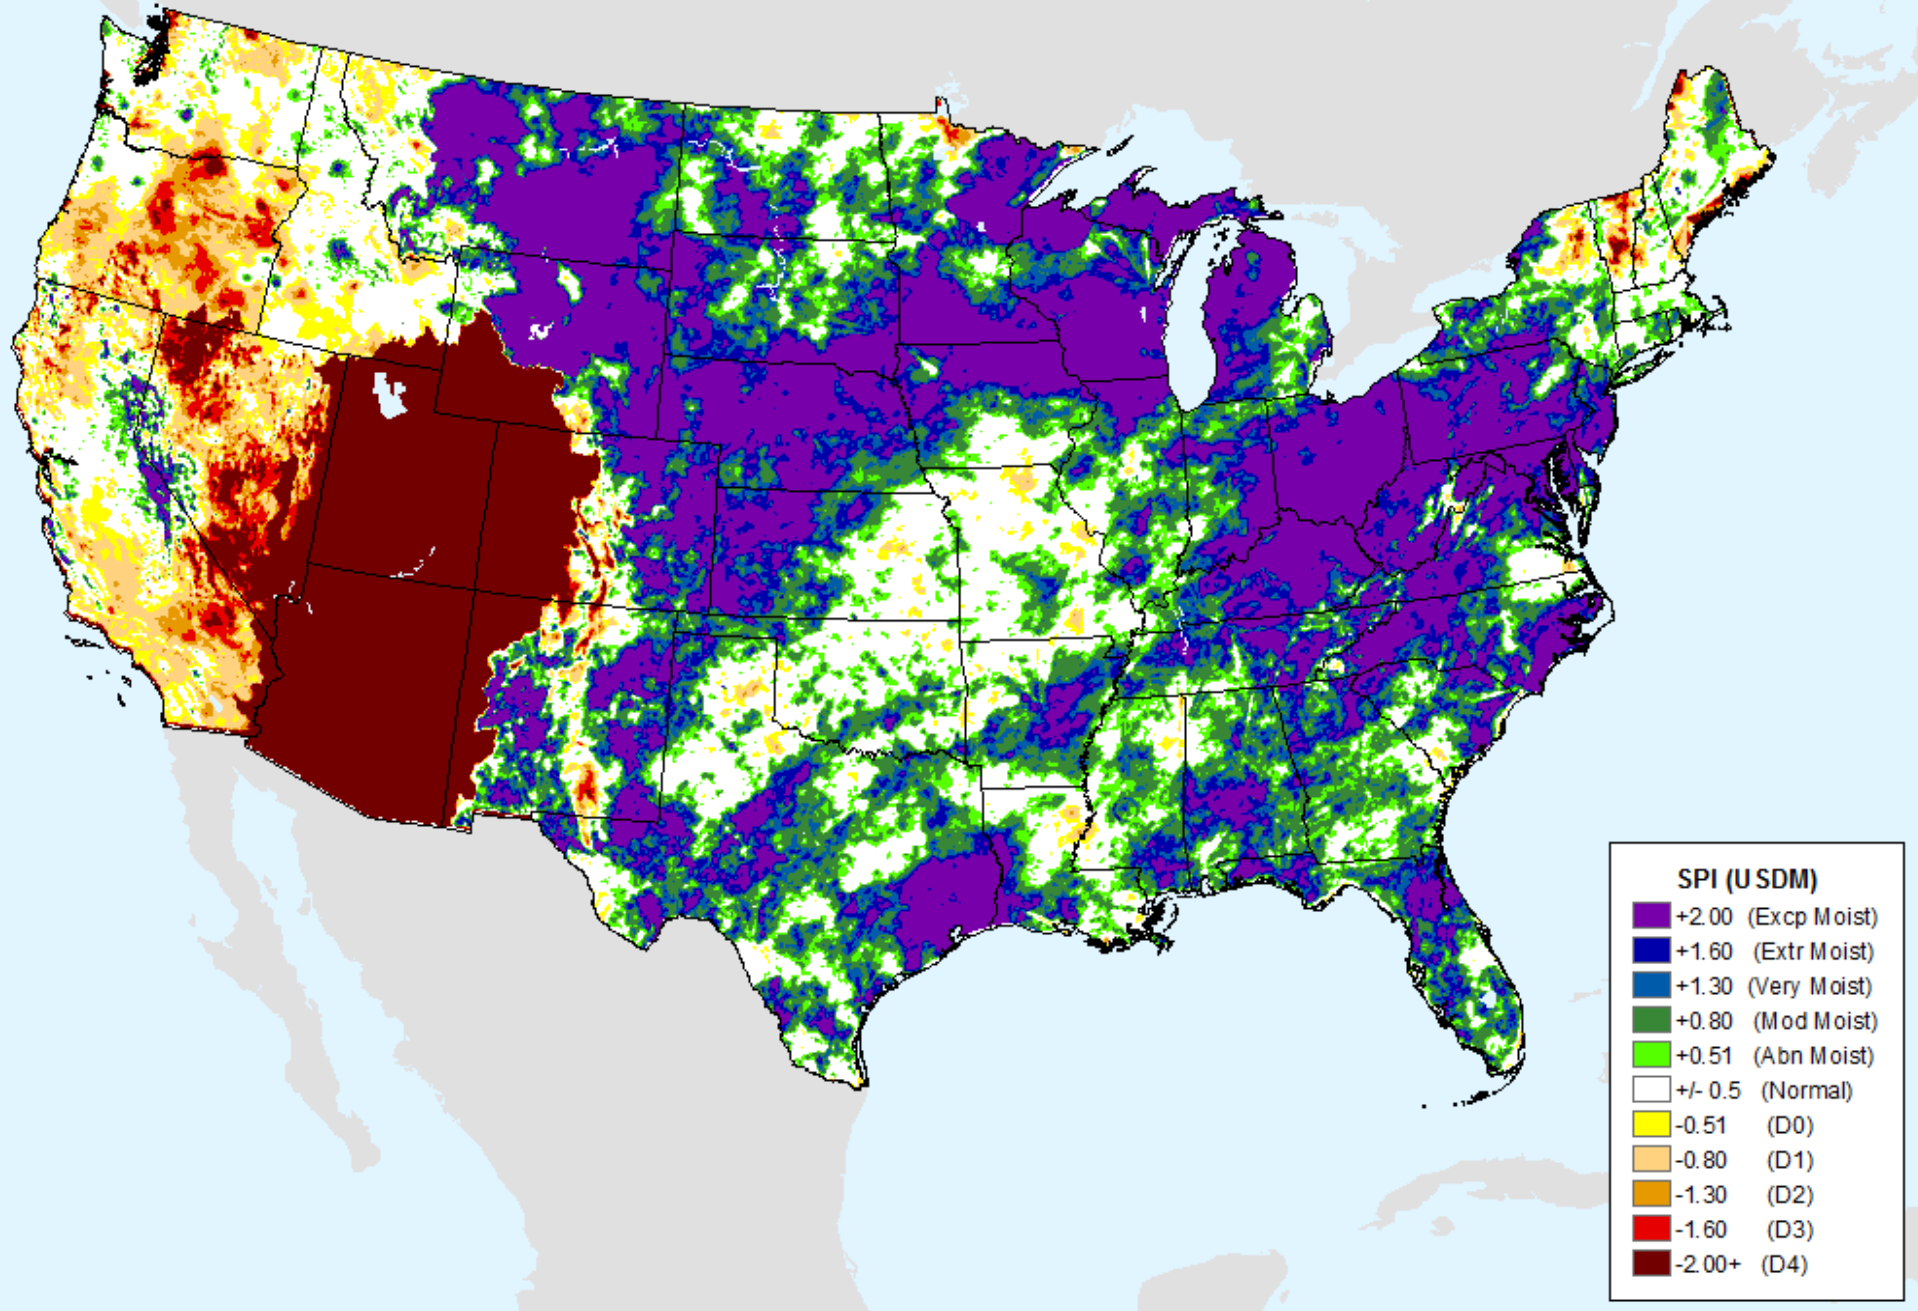 SPI (USDM)
+2.00 (Excp Moist)
+1.60 (Extr Moist)
+1.30 (Very Moist)
+0.80 (Mod Moist)
+0.51 (Abn Moist)
+/- 0.5 (Normal)
-0.51 (D0)
-0.80 (D1)
-1.30 (D2)
-1.60 (D3)
-2.00+ (D4)